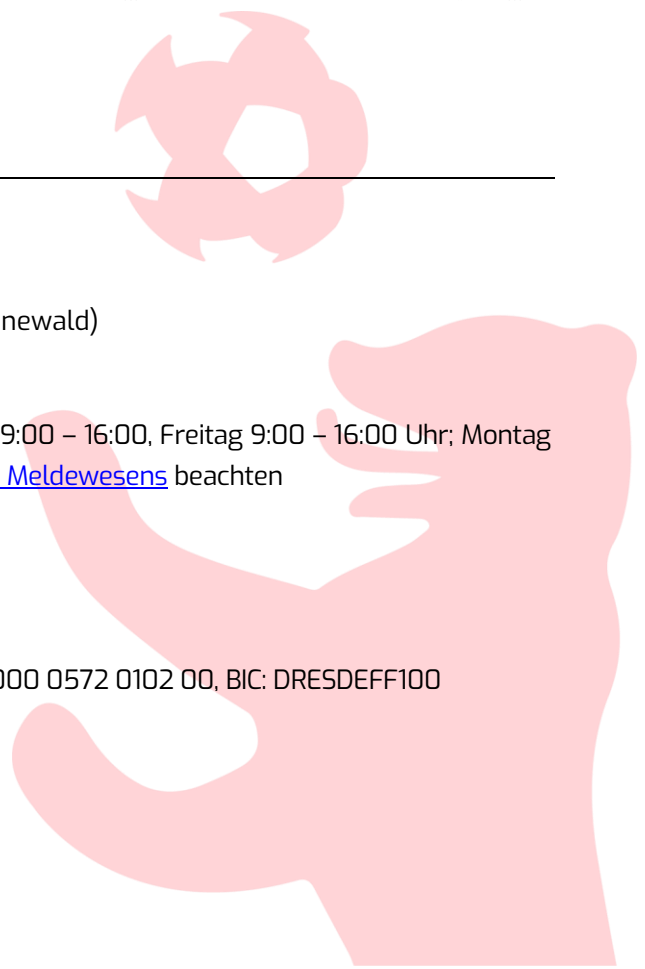 newald)
9:00 – 16:00, Freitag 9:00 – 16:00 Uhr; Montag
Meldewesens beachten
000 0572 0102 00, BIC: DRESDEFF100